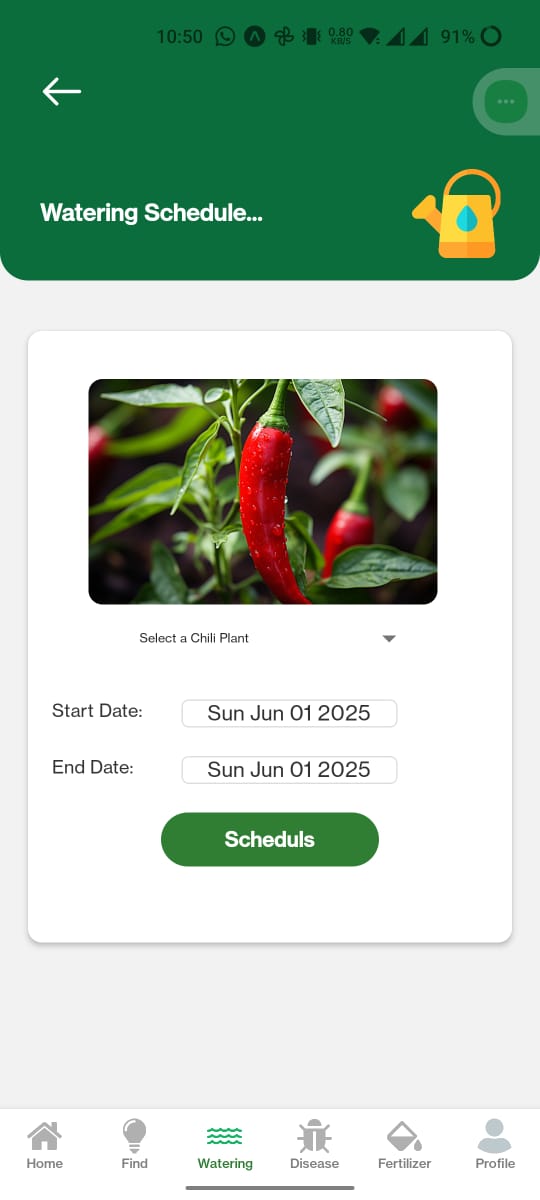 10:50 0.80 KB/S 91%
Watering Schedule...
Select a Chili Plant
Start Date: Sun Jun 01 2025
End Date: Sun Jun 01 2025
Scheduls
Home Find Watering Disease Fertilizer Profile